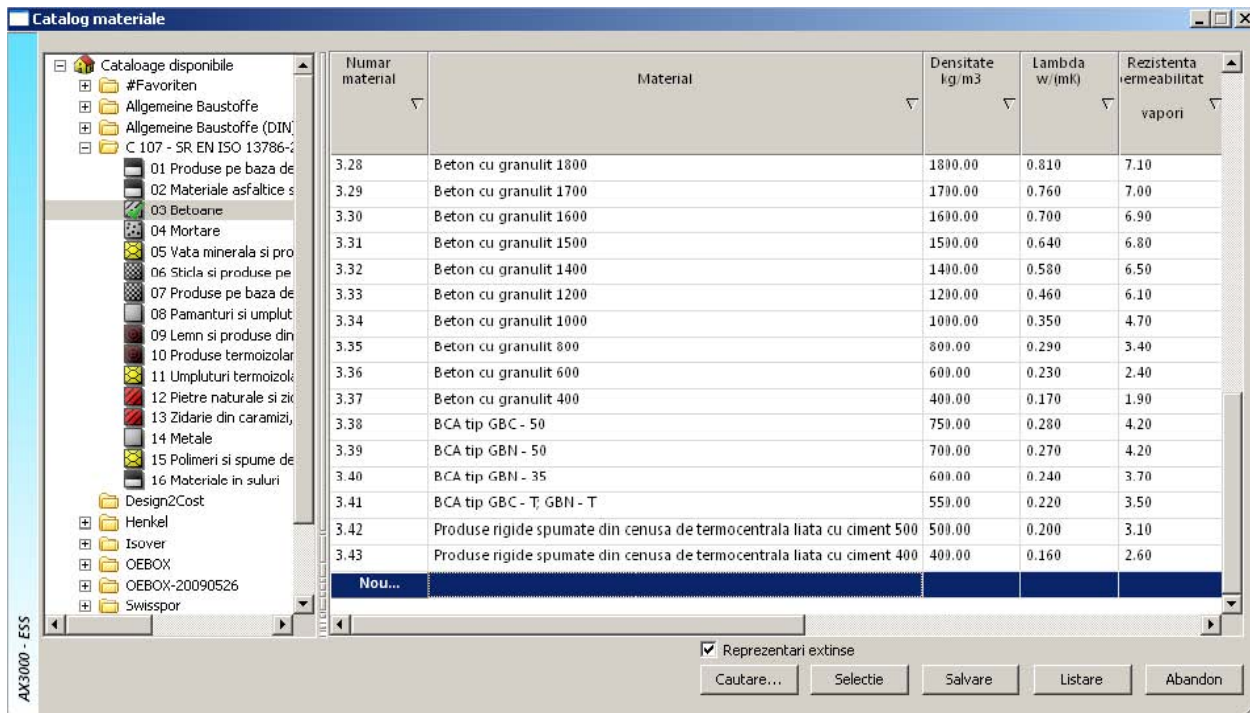 Catalog materiale
Cataloage disponibile
#Favoriten
Allgemeine Baustoffe
Allgemeine Baustoffe (DIN)
C 107 - SR EN ISO 13786-2
01 Produse pe baza de
02 Materiale asfaltice s
03 Betoane
04 Mortare
05 Vata minerala si pro
06 Sticla si produse pe
07 Produse pe baza de
08 Pamanturi si umplut
09 Lemn si produse din
10 Produse termoizolar
11 Umpluturi termoizola
12 Pietre naturale si zic
13 Zidarie din caramizi,
14 Metale
15 Polimeri si spume de
16 Materiale in suluri
Design2Cost
Henkel
Isover
OEBOX
OEBOX-20090526
Swisspor
Numar material Material Densitate kg/m3 Lambda w/(mK) Rezistenta ermeabilitat vapori
3.28 Beton cu granulit 1800 1800.00 0.810 7.10
3.29 Beton cu granulit 1700 1700.00 0.760 7.00
3.30 Beton cu granulit 1600 1600.00 0.700 6.90
3.31 Beton cu granulit 1500 1500.00 0.640 6.80
3.32 Beton cu granulit 1400 1400.00 0.580 6.50
3.33 Beton cu granulit 1200 1200.00 0.460 6.10
3.34 Beton cu granulit 1000 1000.00 0.350 4.70
3.35 Beton cu granulit 800 800.00 0.290 3.40
3.36 Beton cu granulit 600 600.00 0.230 2.40
3.37 Beton cu granulit 400 400.00 0.170 1.90
3.38 BCA tip GBC - 50 750.00 0.280 4.20
3.39 BCA tip GBN - 50 700.00 0.270 4.20
3.40 BCA tip GBN - 35 600.00 0.240 3.70
3.41 BCA tip GBC - T; GBN - T 550.00 0.220 3.50
3.42 Produse rigide spumate din cenusa de termocentrala liata cu ciment 500 500.00 0.200 3.10
3.43 Produse rigide spumate din cenusa de termocentrala liata cu ciment 400 400.00 0.160 2.60
Nou...
Reprezentari extinse
Cautare... Selectie Salvare Listare Abandon
AX3000 - ESS